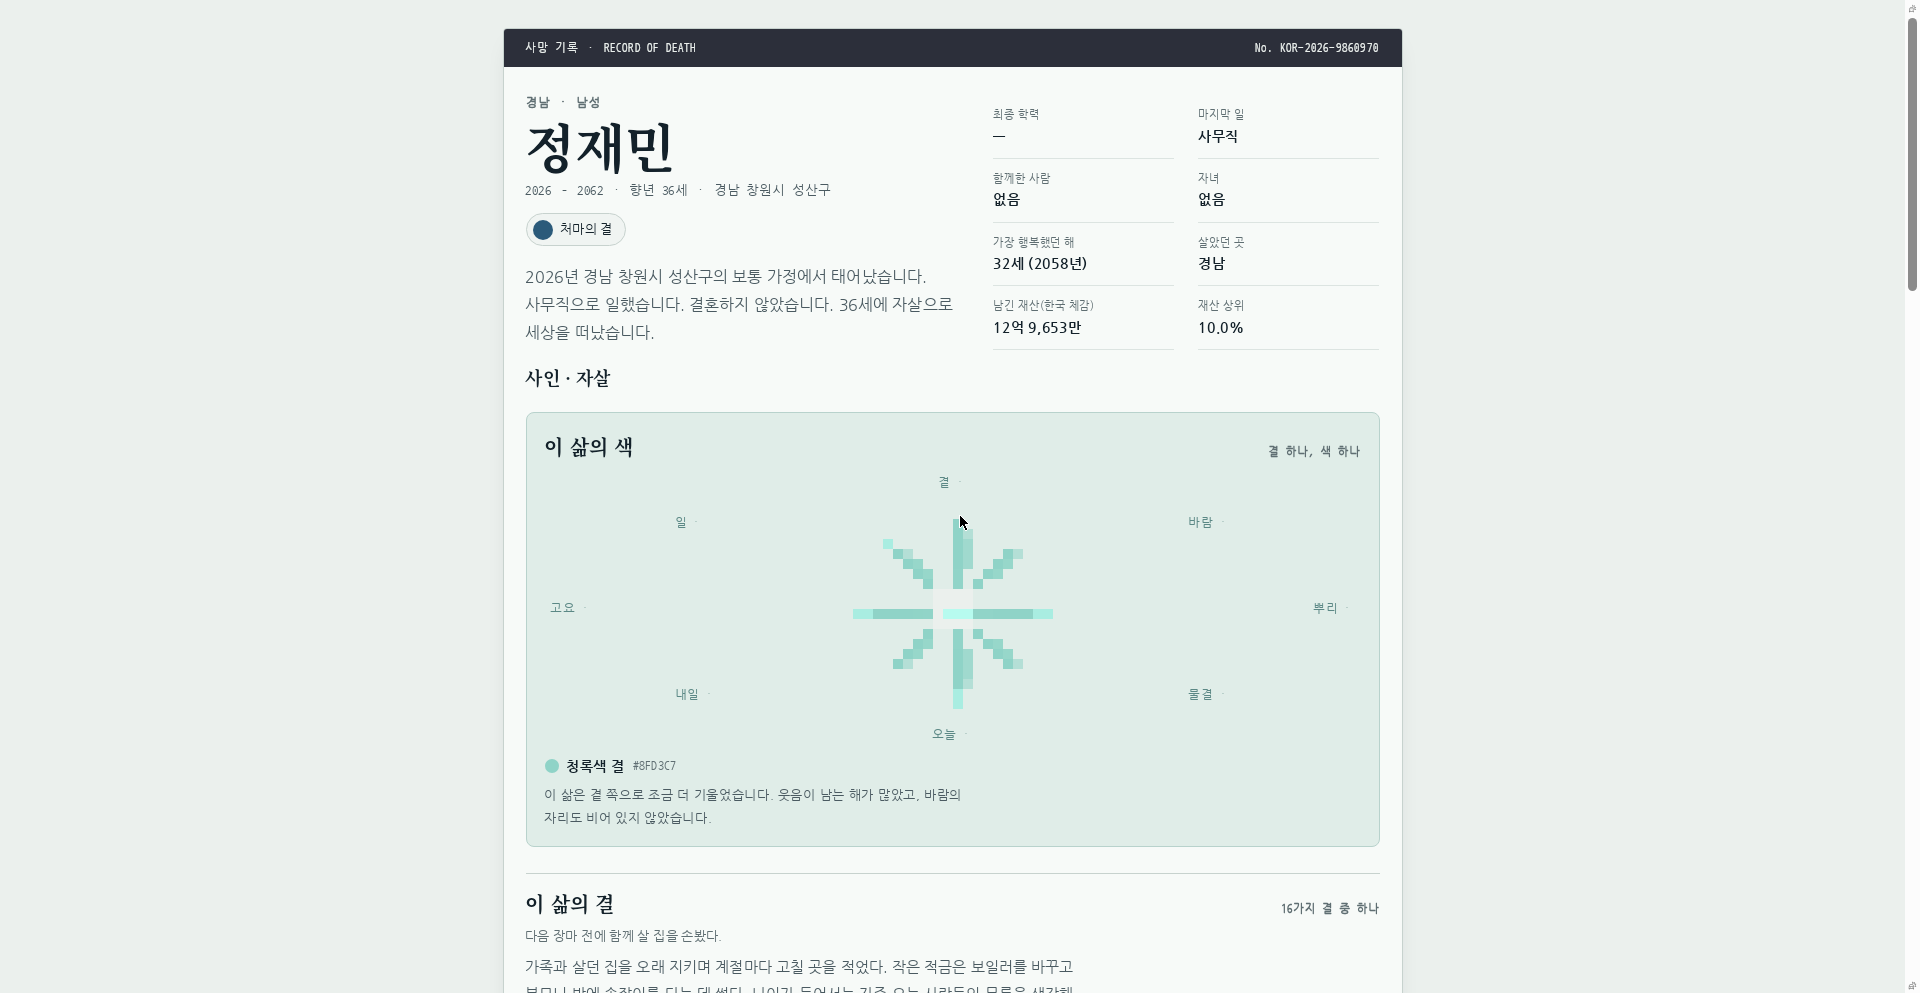 사망 기록 · RECORD OF DEATH
No. KOR-2026-9860970
경남 · 남성
정재민
2026 - 2062 · 향년 36세 · 경남 창원시 성산구
처마의 결
2026년 경남 창원시 성산구의 보통 가정에서 태어났습니다.
사무직으로 일했습니다. 결혼하지 않았습니다. 36세에 자살으로
세상을 떠났습니다.
사인 · 자살
최종 학력
—
마지막 일
사무직
함께한 사람
없음
자녀
없음
가장 행복했던 해
32세 (2058년)
살았던 곳
경남
남긴 재산(한국 체감)
12억 9,653만
재산 상위
10.0%
이 삶의 색
결 하나, 색 하나
곁 ·
일 ·
바람 ·
고요 ·
뿌리 ·
내일 ·
물결 ·
오늘 ·
청록색 결 #8FD3C7
이 삶은 곁 쪽으로 조금 더 기울었습니다. 웃음이 남는 해가 많았고, 바람의
자리도 비어 있지 않았습니다.
이 삶의 결
16가지 결 중 하나
다음 장마 전에 함께 살 집을 손봤다.
가족과 살던 집을 오래 지키며 계절마다 고칠 곳을 적었다. 작은 적금은 보일러를 바꾸고